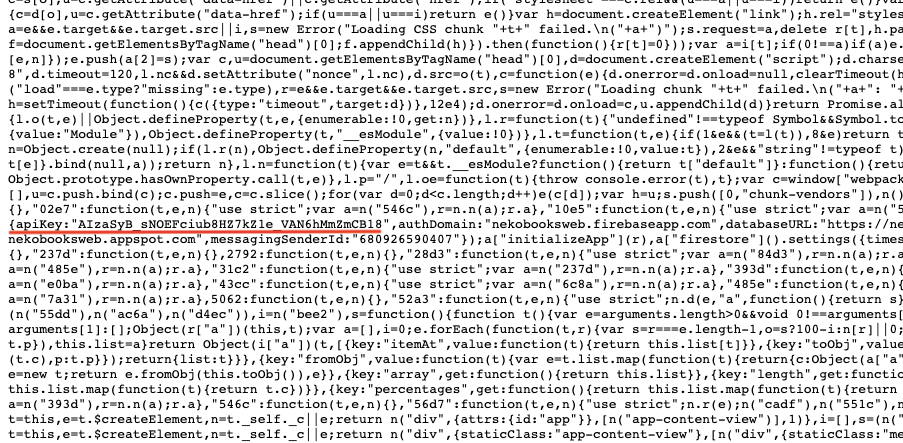 c=s[o],u=c.getAttribute("data-href")||c.getAttribute("href");if("stylesheet"===c.rel&&(u===a||u===i))return e()}var
d=o[c],u=d.getAttribute("data-href");if(u===a||u===i)return e()}var h=document.createElement("link");h.rel="styles
a=e&&e.target&&e.target.src||i,s=new Error("Loading CSS chunk "+t+" failed.\n("+a+")");s.request=a,delete r[t],h.pa
f=document.getElementsByTagName("head")[0];f.appendChild(h)}).then(function(){r[t]=0}));var a=i[t];if(0!==a)if(a)e.
[e,n]});e.push(a[2]=s);var c,u=document.getElementsByTagName("head")[0],d=document.createElement("script");d.charse
8",d.timeout=120,l.nc&&d.setAttribute("nonce",l.nc),d.src=o(t),c=function(e){d.onerror=d.onload=null,clearTimeout(h
("load"===e.type?"missing":e.type),r=e&&e.target&&e.target.src,s=new Error("Loading chunk "+t+" failed.\n("+a+": "+
h=setTimeout(function(){c({type:"timeout",target:d})},12e4);d.onerror=d.onload=c,u.appendChild(d)}return Promise.al
{l.o(t,e)||Object.defineProperty(t,e,{enumerable:!0,get:n})},l.r=function(t){"undefined"!==typeof Symbol&&Symbol.to
{value:"Module"}),Object.defineProperty(t,"__esModule",{value:!0})},l.t=function(t,e){if(1&e&&(t=l(t)),8&e)return t
n=Object.create(null);if(l.r(n),Object.defineProperty(n,"default",{enumerable:!0,value:t}),2&e&&"string"!=typeof t)
t[e]}.bind(null,a));return n},l.n=function(t){var e=t&&t.__esModule?function(){return t["default"]}:function(){retu
Object.prototype.hasOwnProperty.call(t,e)},l.p="/",l.oe=function(t){throw console.error(t),t};var c=window["webpack
[],u=c.push.bind(c);c.push=e,c=c.slice();for(var d=0;d<c.length;d++)e(c[d]);var h=u;s.push([0,"chunk-vendors"]),n()
{},"02e7":function(t,e,n){"use strict";var a=n("546c"),r=n.n(a);r.a},"10e5":function(t,e,n){"use strict";var a=n("5
{apiKey:"AIzaSyB_sNOEFciub8HZ7kZle_VAN6hMmZmCBl8",authDomain:"nekobooksweb.firebaseapp.com",databaseURL:"https://ne
nekobooksweb.appspot.com",messagingSenderId:"680926590407"});a["initializeApp"](r),a["firestore"]().settings({times
{},"237d":function(t,e,n){},2792:function(t,e,n){},"28d3":function(t,e,n){"use strict";var a=n("84d3"),r=n.n(a);r.a
a=n("485e"),r=n.n(a);r.a},"31c2":function(t,e,n){"use strict";var a=n("237d"),r=n.n(a);r.a},"393d":function(t,e,n){
a=n("e0ba"),r=n.n(a);r.a},"43cc":function(t,e,n){"use strict";var a=n("6c8a"),r=n.n(a);r.a},"485e":function(t,e,n){
a=n("7a31"),r=n.n(a);r.a},5062:function(t,e,n){},"52a3":function(t,e,n){"use strict";n.d(e,"a",function(){return s}
(n("55dd"),n("ac6a"),n("d4ec")),i=n("bee2"),s=function(){function t(){var e=arguments.length>0&&void 0!==arguments
arguments[1]:[];Object(r["a"])(this,t);var a=[],i=0;e.forEach(function(t,r){var s=r===e.length-1,o=s?100-i:n[r]||0;
t.p}),this.list=a}return Object(i["a"])(t,[{key:"itemAt",value:function(t){return this.list[t]}},{key:"toObj",value
(t.c),p:t.p}});return{list:t}}},{key:"fromObj",value:function(t){var e=t.list.map(function(t){return{c:Object(a["a"
e=new t;return e.fromObj(this.toObj()),e}},{key:"array",get:function(){return this.list}},{key:"length",get:functio
this.list.map(function(t){return t.c})}},{key:"percentages",get:function(){return this.list.map(function(t){return
a=n("393d"),r=n.n(a);r.a},"546c":function(t,e,n){},"56d7":function(t,e,n){"use strict";n.r(e);n("cadf"),n("551c"),n
t=this,e=t.$createElement,n=t._self._c||e;return n("div",{attrs:{id:"app"}},[n("app-content-view")],1)},i=[],s=(n("
t=this,e=t.$createElement,n=t._self._c||e;return n("div",{staticClass:"app-content-view"},[n("div",{staticClass:"me